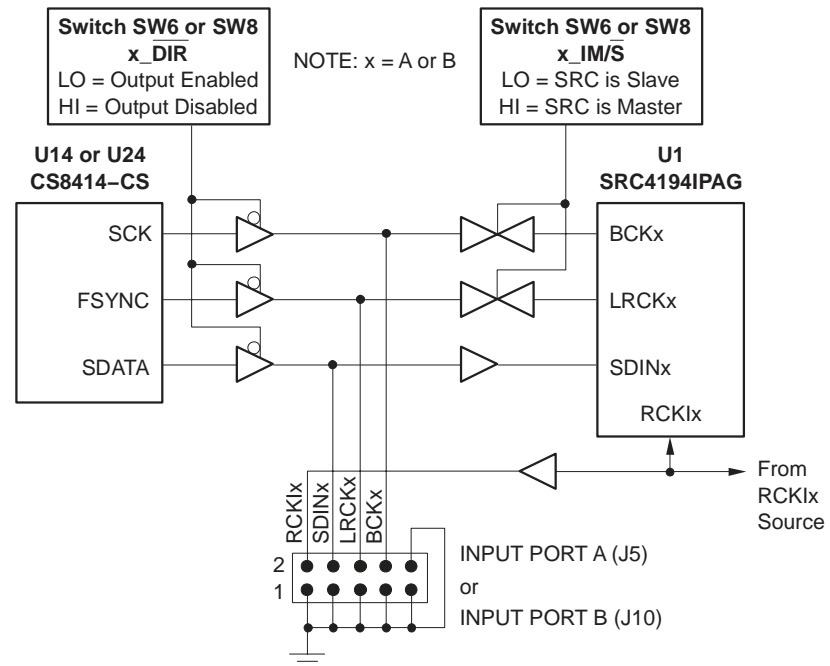 Switch SW6 or SW8
x_DIR
LO = Output Enabled
HI = Output Disabled
NOTE: x = A or B
Switch SW6 or SW8
x_IM/S
LO = SRC is Slave
HI = SRC is Master
U14 or U24
CS8414–CS
U1
SRC4194IPAG
SCK
FSYNC
SDATA
BCKx
LRCKx
SDINx
RCKIx
From
RCKIx
Source
RCKIx
SDINx
LRCKx
BCKx
2
1
INPUT PORT A (J5)
or
INPUT PORT B (J10)